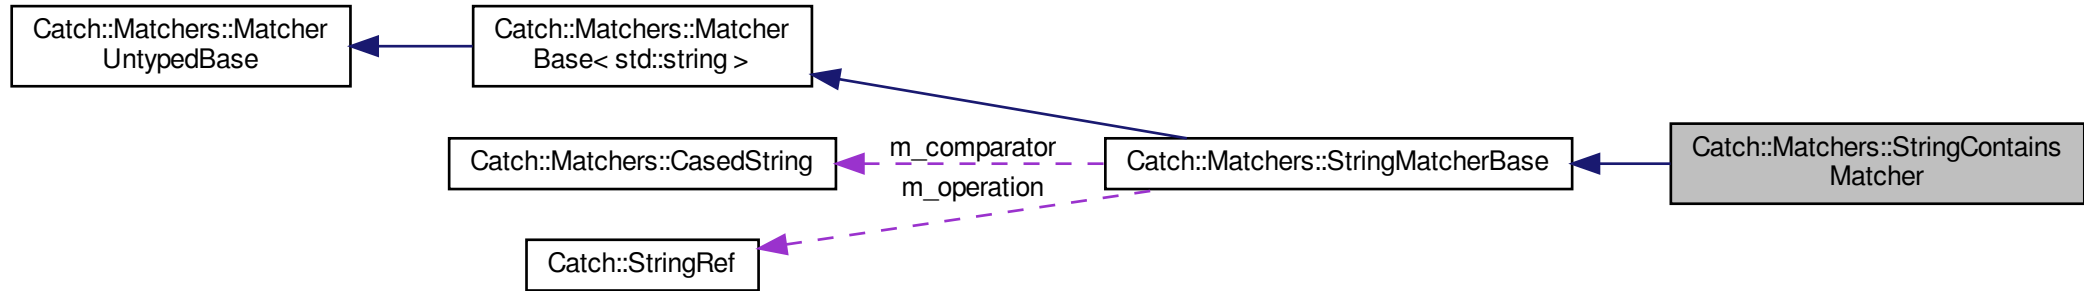 Catch::Matchers::Matcher
UntypedBase
Catch::Matchers::Matcher
Base< std::string >
Catch::Matchers::CasedString
m_comparator
m_operation
Catch::Matchers::StringMatcherBase
Catch::Matchers::StringContains
Matcher
Catch::StringRef